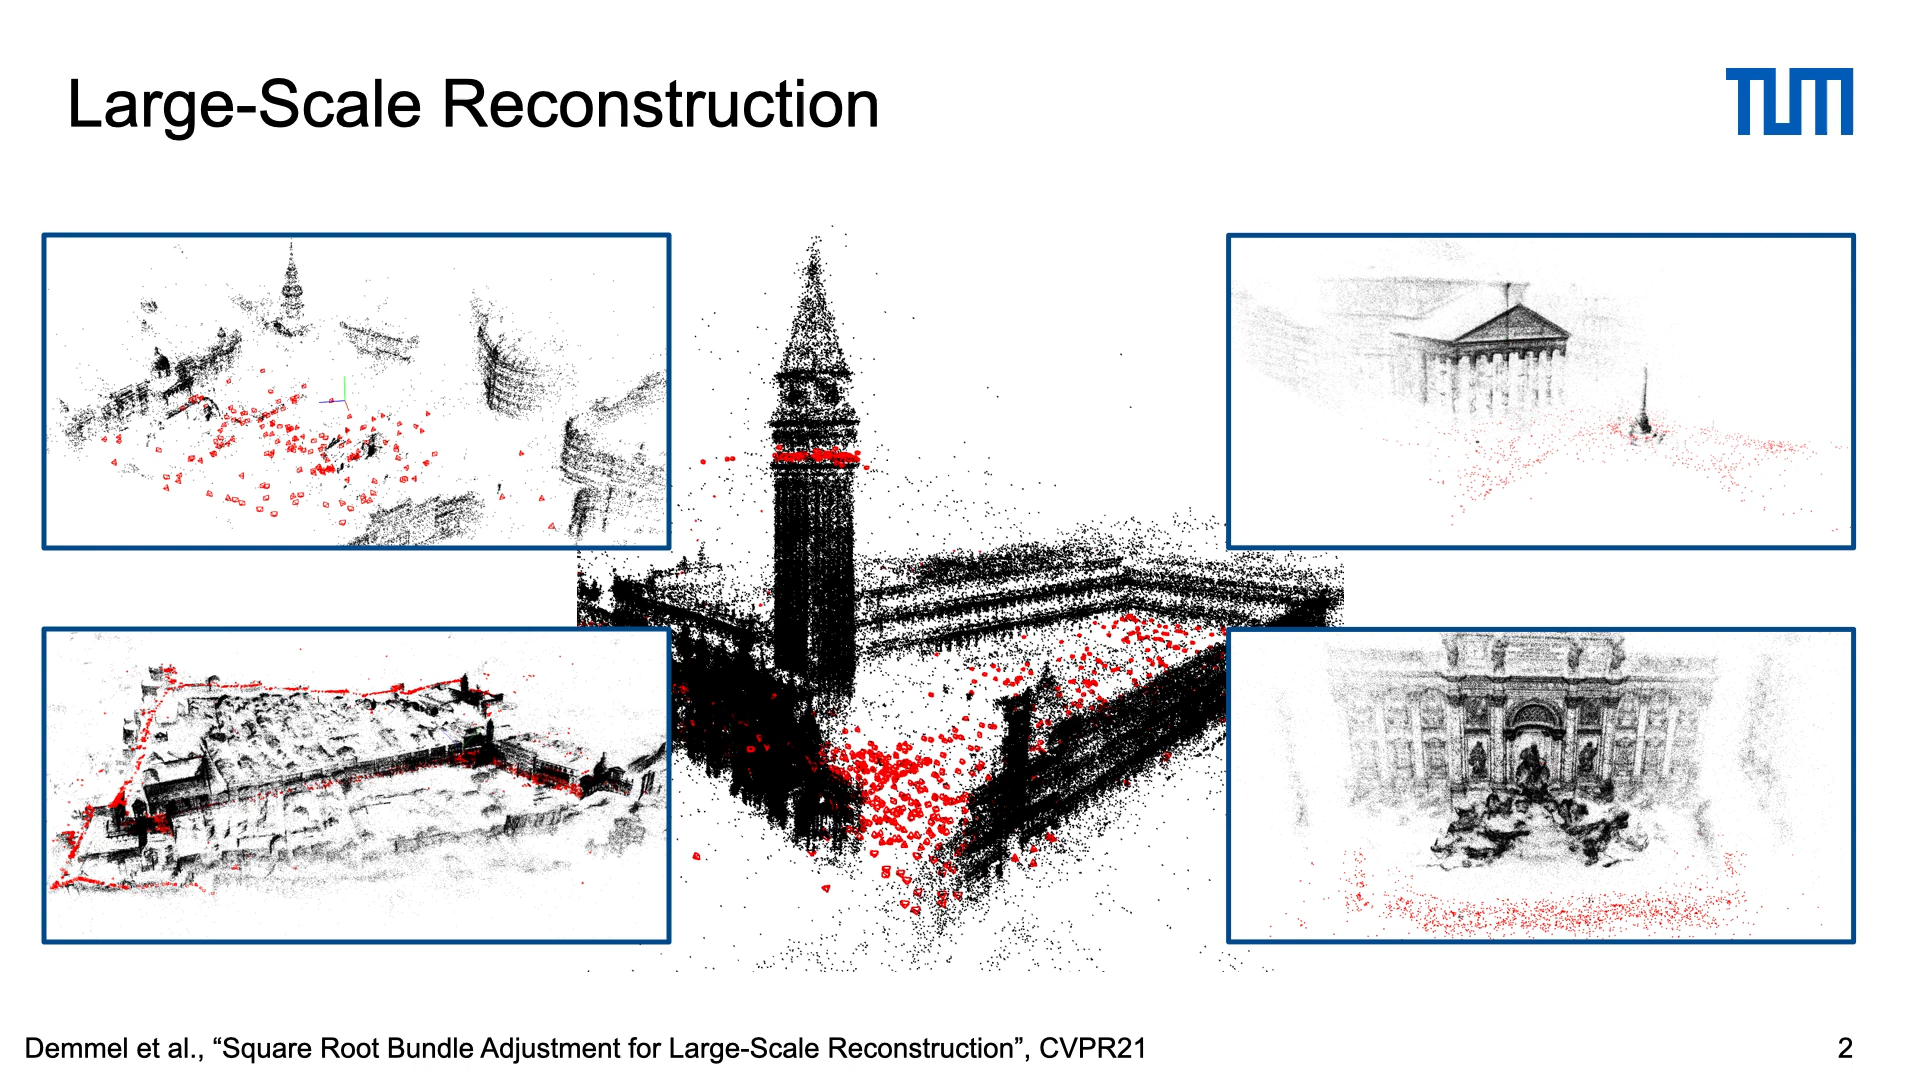 Large-Scale Reconstruction
TUM
Demmel et al., “Square Root Bundle Adjustment for Large-Scale Reconstruction”, CVPR21
2